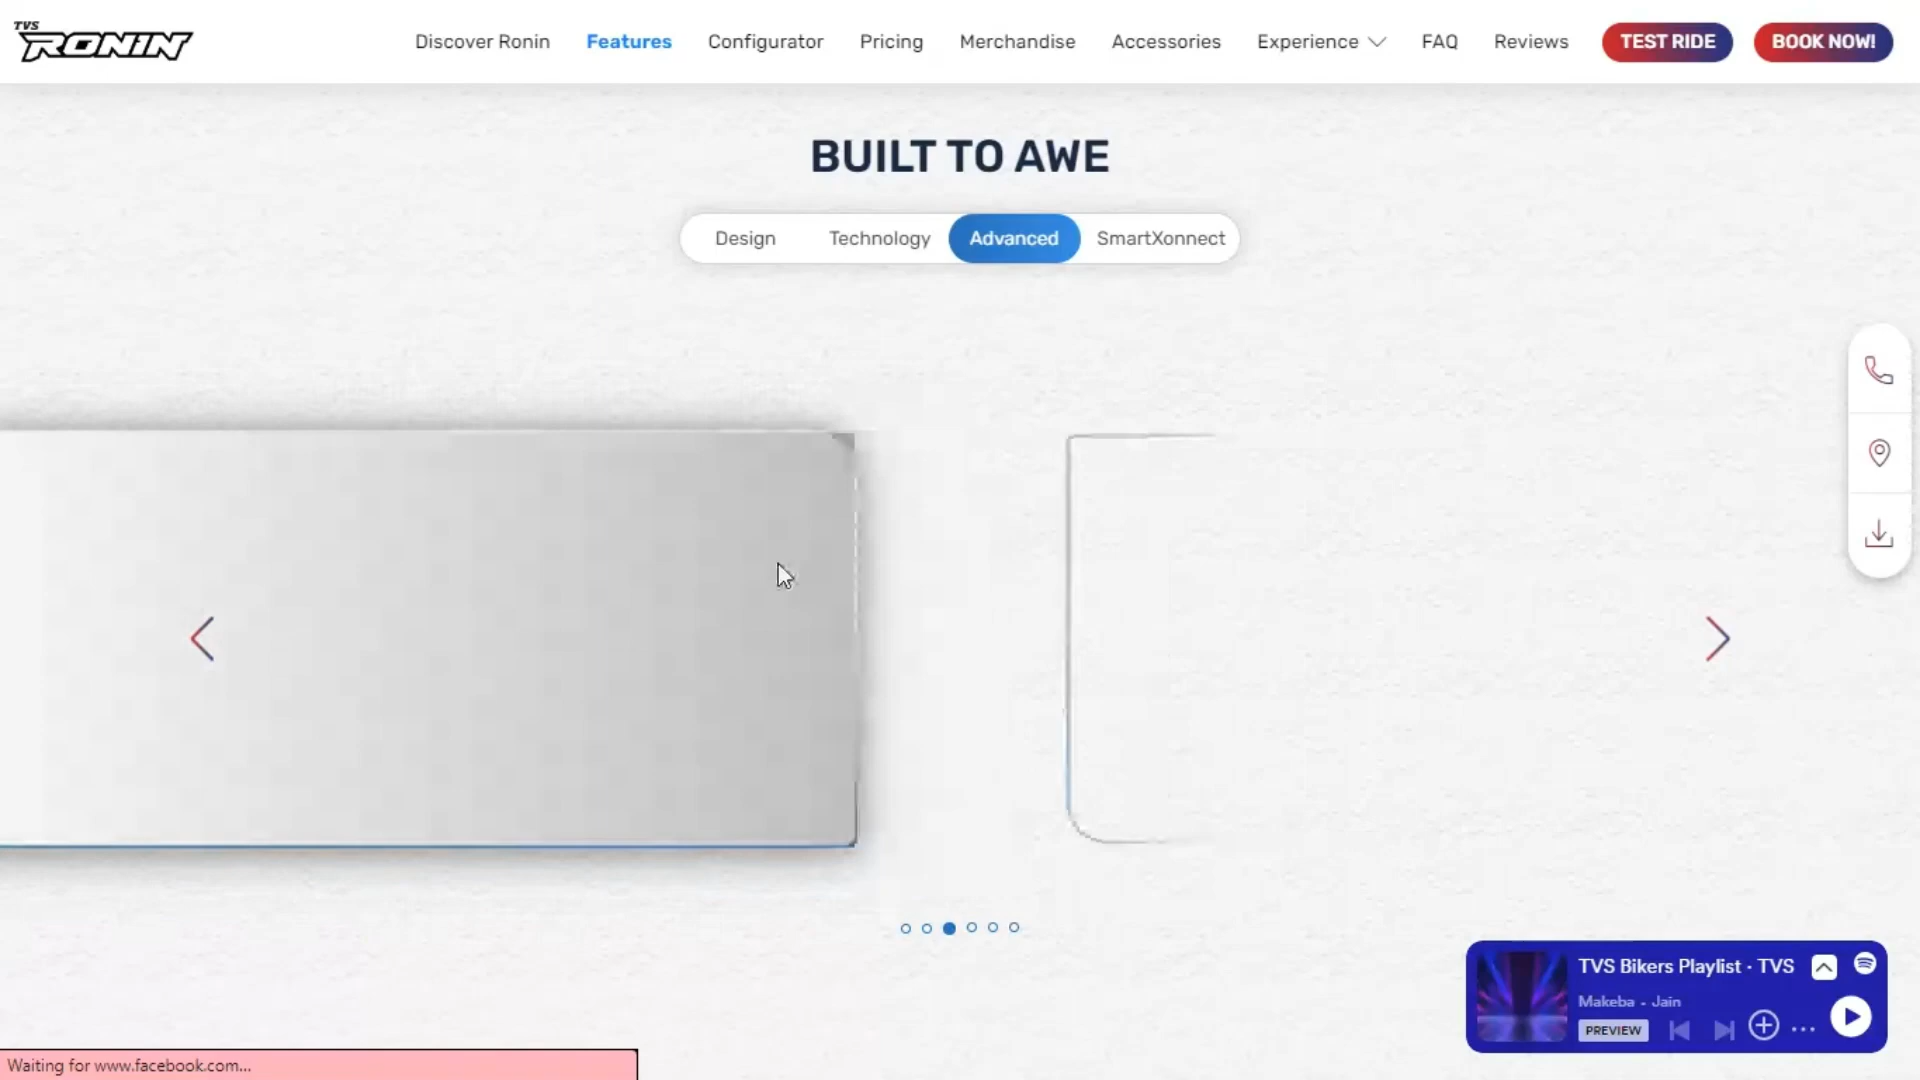 TVS
RONIN
Discover Ronin
Features
Configurator
Pricing
Merchandise
Accessories
Experience
FAQ
Reviews
TEST RIDE
BOOK NOW!
BUILT TO AWE
Design
Technology
Advanced
SmartXonnect
TVS Bikers Playlist · TVS
Makeba - Jain
PREVIEW
Waiting for www.facebook.com...